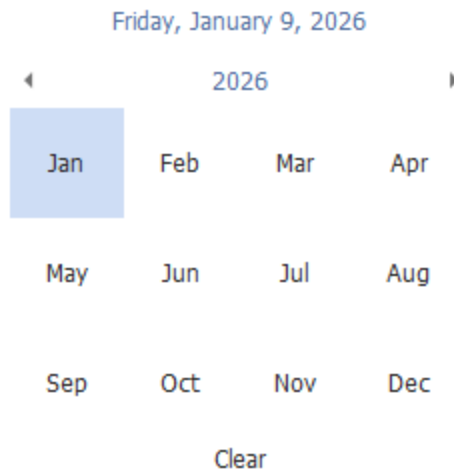 Friday, January 9, 2026
2026
Jan Feb Mar Apr
May Jun Jul Aug
Sep Oct Nov Dec
Clear